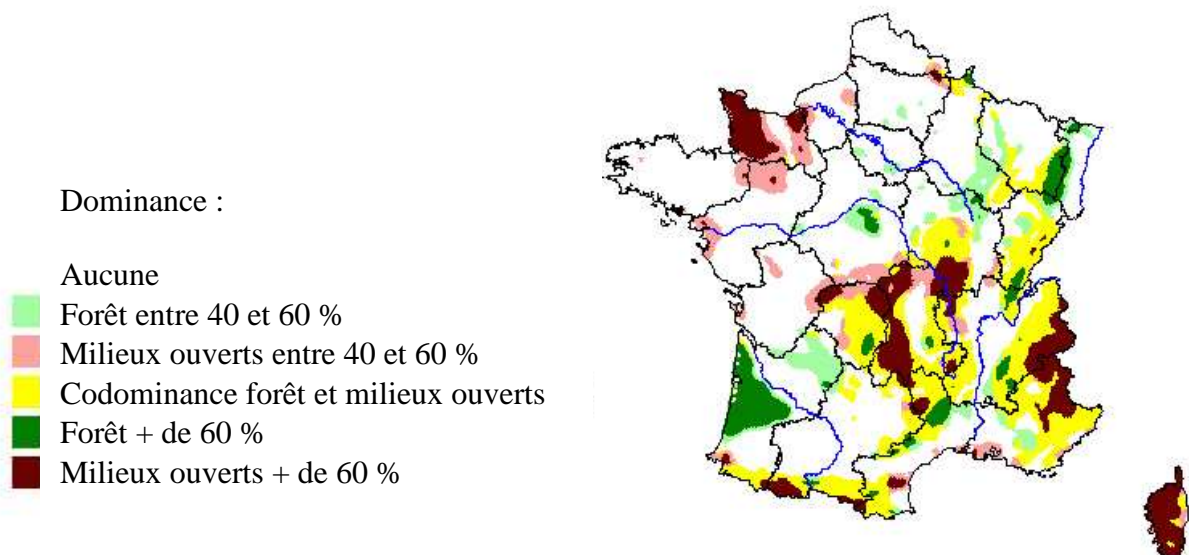 Dominance :
Aucune
Forêt entre 40 et 60 %
Milieux ouverts entre 40 et 60 %
Codominance forêt et milieux ouverts
Forêt + de 60 %
Milieux ouverts + de 60 %